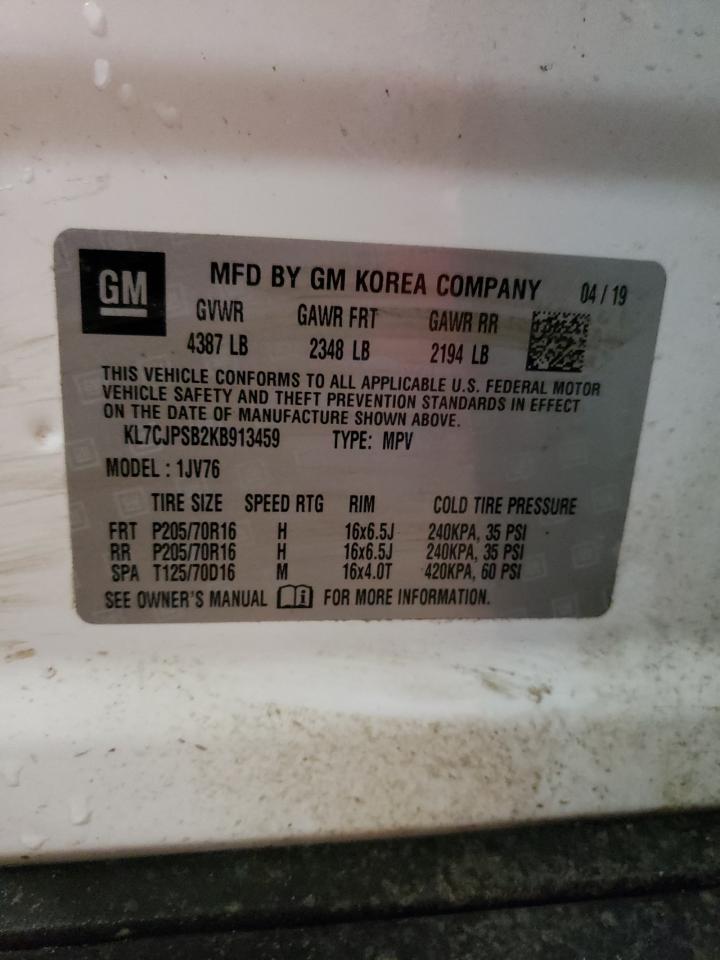 GM MFD BY GM KOREA COMPANY 04 / 19
GVWR GAWR FRT GAWR RR
4387 LB 2348 LB 2194 LB
THIS VEHICLE CONFORMS TO ALL APPLICABLE U.S. FEDERAL MOTOR
VEHICLE SAFETY AND THEFT PREVENTION STANDARDS IN EFFECT
ON THE DATE OF MANUFACTURE SHOWN ABOVE.
KL7CJPSB2KB913459 TYPE: MPV
MODEL : 1JV76
TIRE SIZE SPEED RTG RIM COLD TIRE PRESSURE
FRT P205/70R16 H 16x6.5J 240KPA, 35 PSI
RR P205/70R16 H 16x6.5J 240KPA, 35 PSI
SPA T125/70D16 M 16x4.0T 420KPA, 60 PSI
SEE OWNER'S MANUAL i FOR MORE INFORMATION.